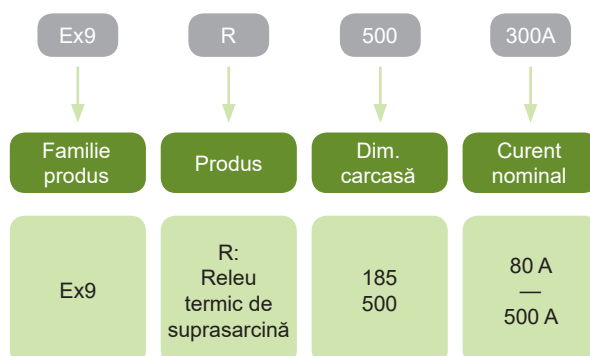 Ex9
R
500
300A
Familie
produs
Produs
Dim.
carcasă
Curent
nominal
Ex9
R:
Releu
termic de
suprasarcină
185
500
80 A
—
500 A